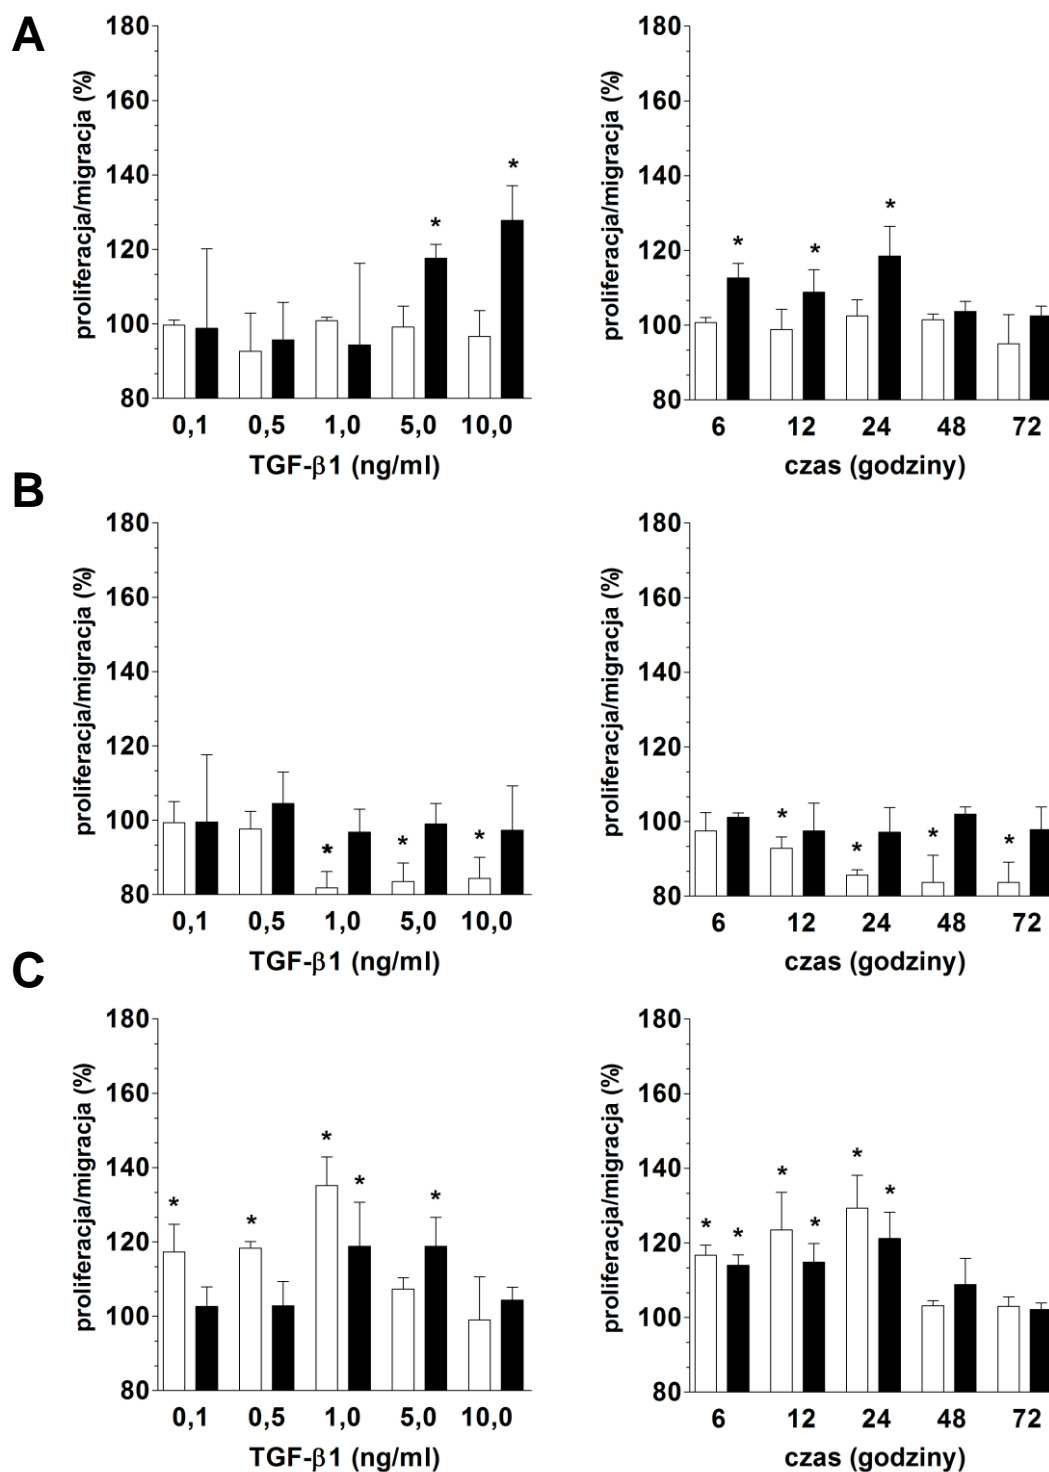 A
proliferacja/migracja (%)
180
160
140
120
100
80
*
*
0,1 0,5 1,0 5,0 10,0
TGF-β1 (ng/ml)
proliferacja/migracja (%)
180
160
140
120
100
80
*
*
*
6 12 24 48 72
czas (godziny)
B
proliferacja/migracja (%)
180
160
140
120
100
80
*
*
*
0,1 0,5 1,0 5,0 10,0
TGF-β1 (ng/ml)
proliferacja/migracja (%)
180
160
140
120
100
80
*
*
*
*
6 12 24 48 72
czas (godziny)
C
proliferacja/migracja (%)
180
160
140
120
100
80
*
*
*
*
*
0,1 0,5 1,0 5,0 10,0
TGF-β1 (ng/ml)
proliferacja/migracja (%)
180
160
140
120
100
80
*
*
*
*
*
*
6 12 24 48 72
czas (godziny)